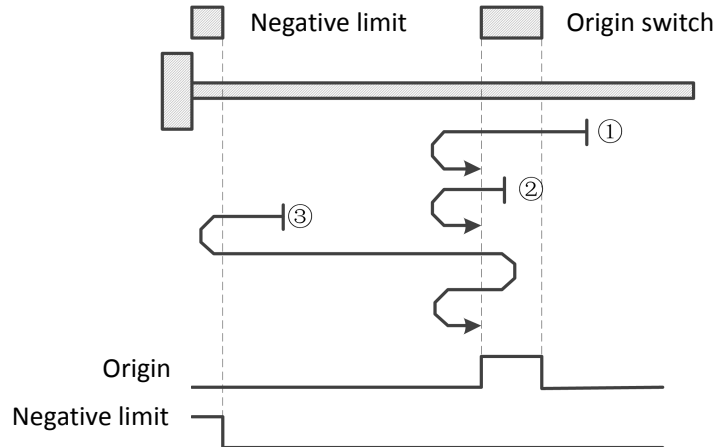 Negative limit
Origin switch
①
②
③
Origin
Negative limit